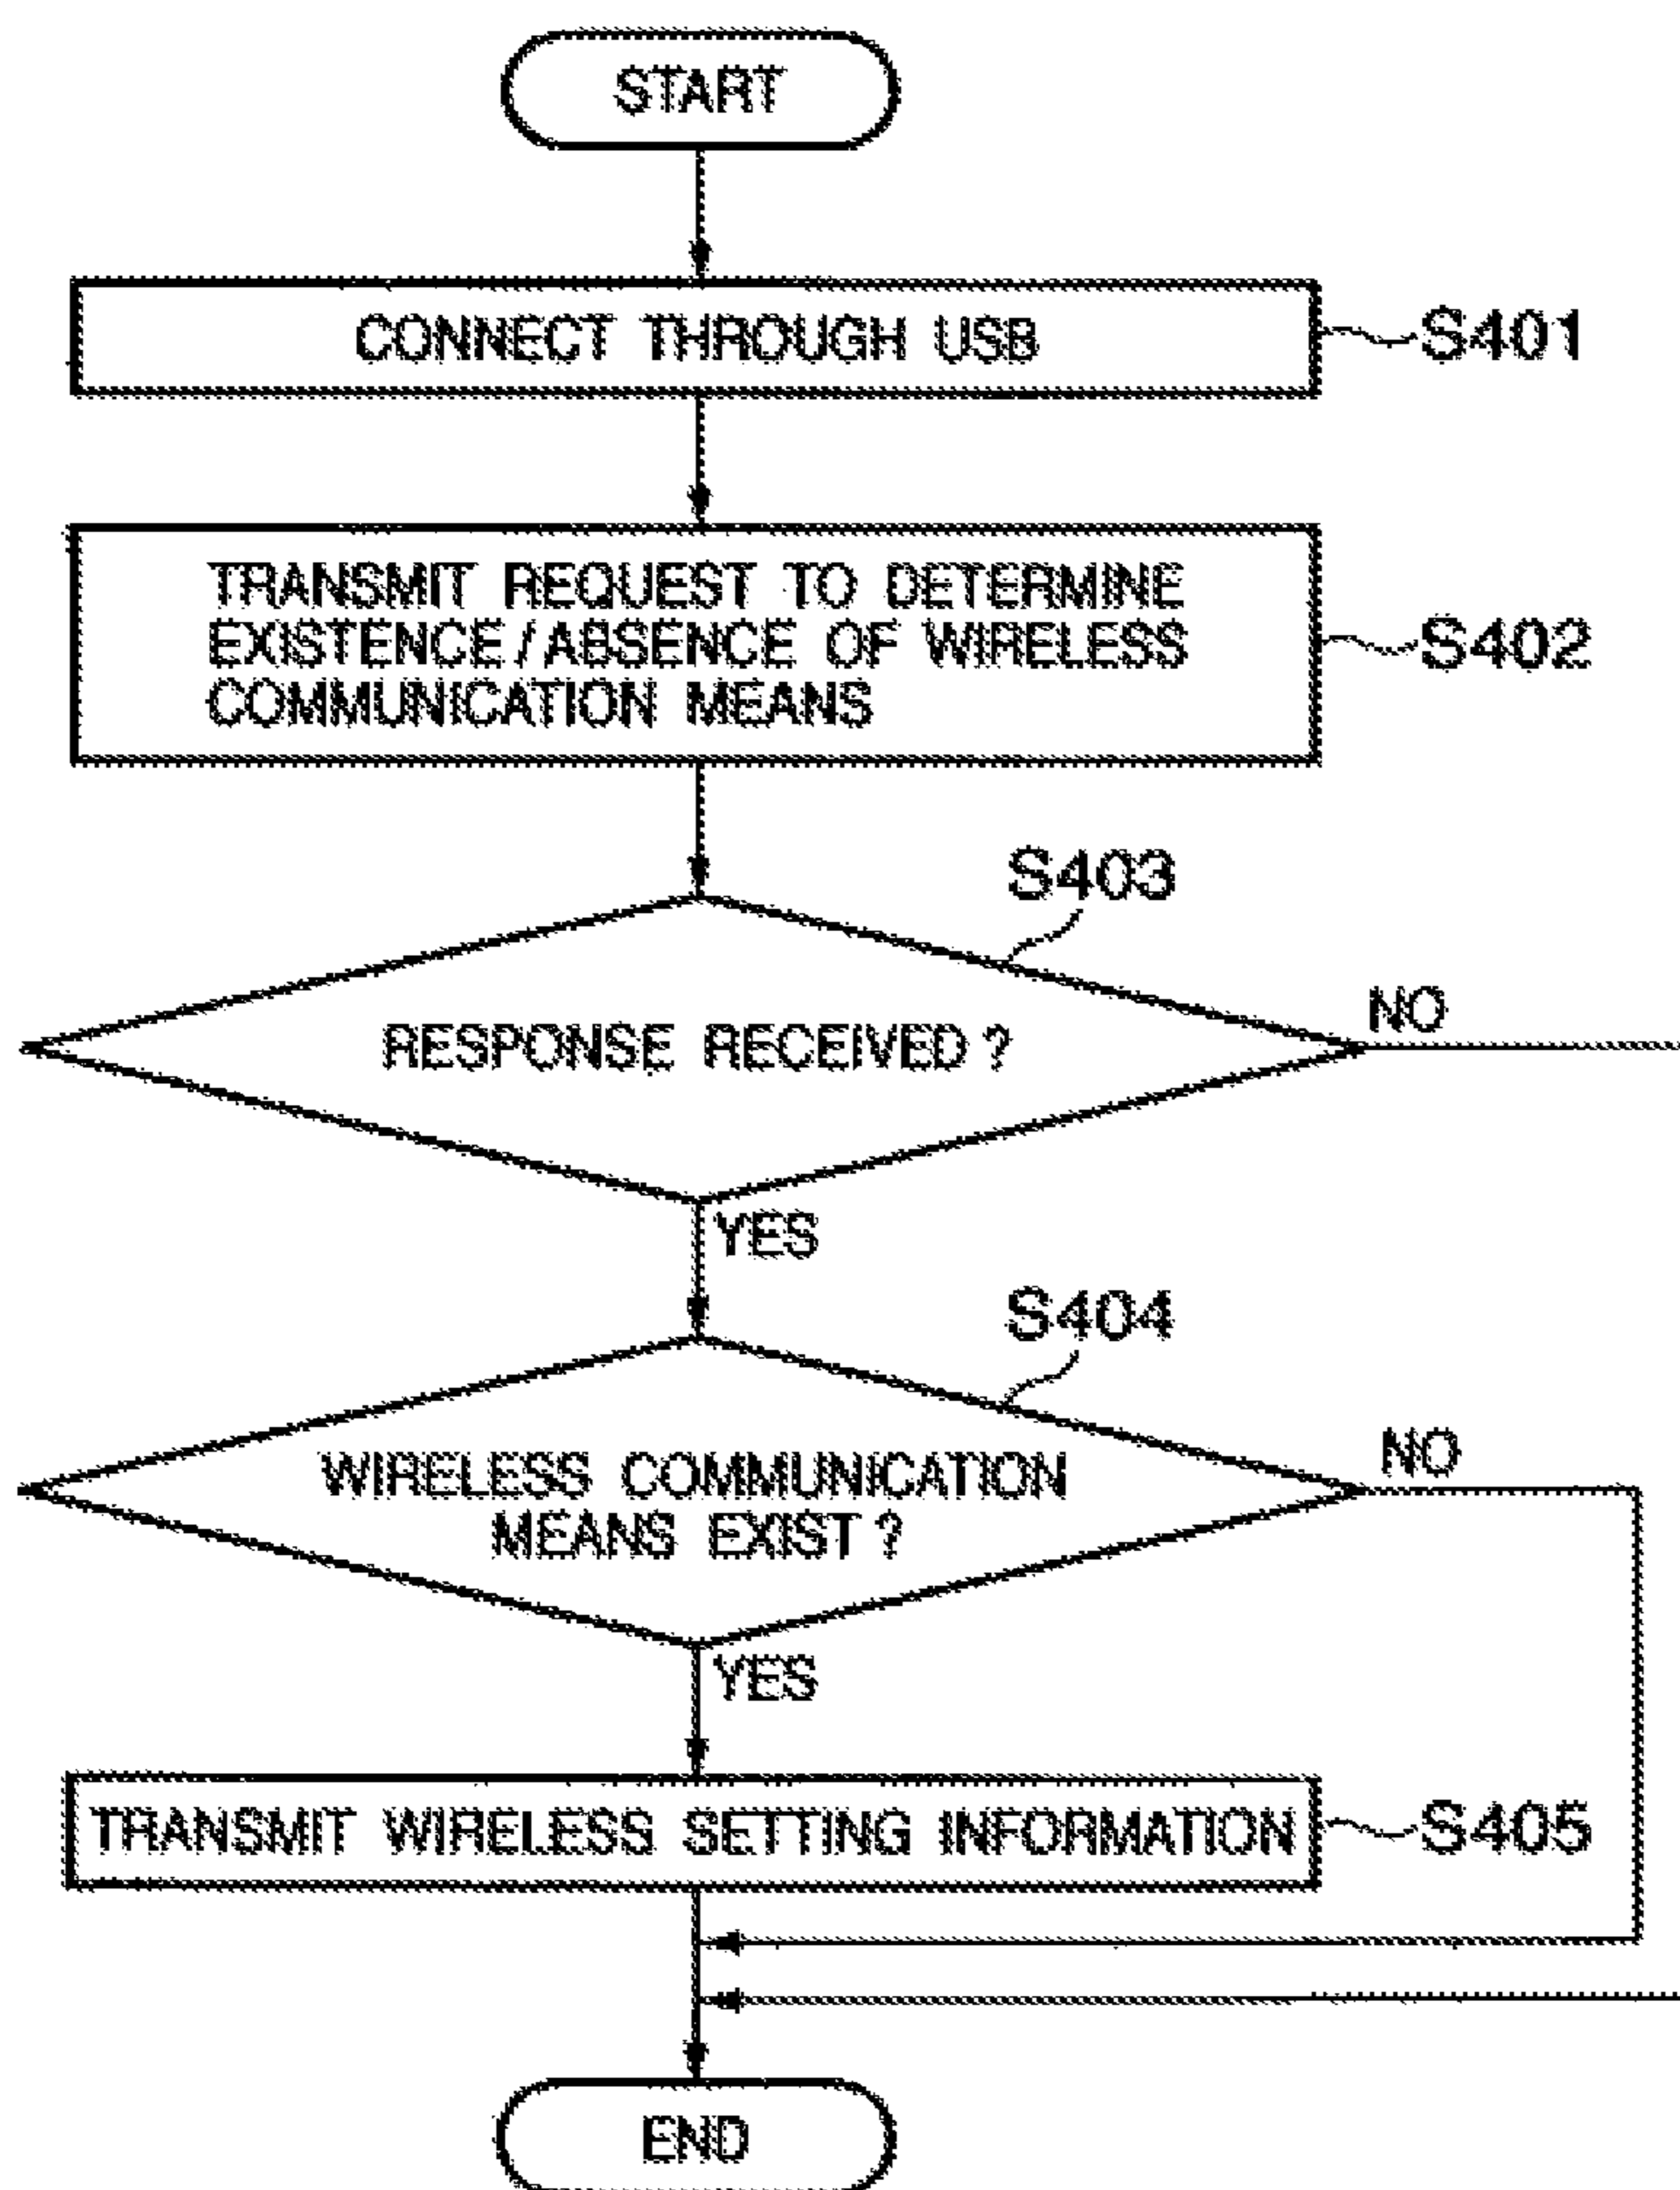 START
CONNECT THROUGH USB
S401
TRANSMIT REQUEST TO DETERMINE
EXISTENCE/ABSENCE OF WIRELESS
COMMUNICATION MEANS
S402
S403
RESPONSE RECEIVED?
NO
YES
S404
WIRELESS COMMUNICATION
MEANS EXIST?
NO
YES
TRANSMIT WIRELESS SETTING INFORMATION
S405
END